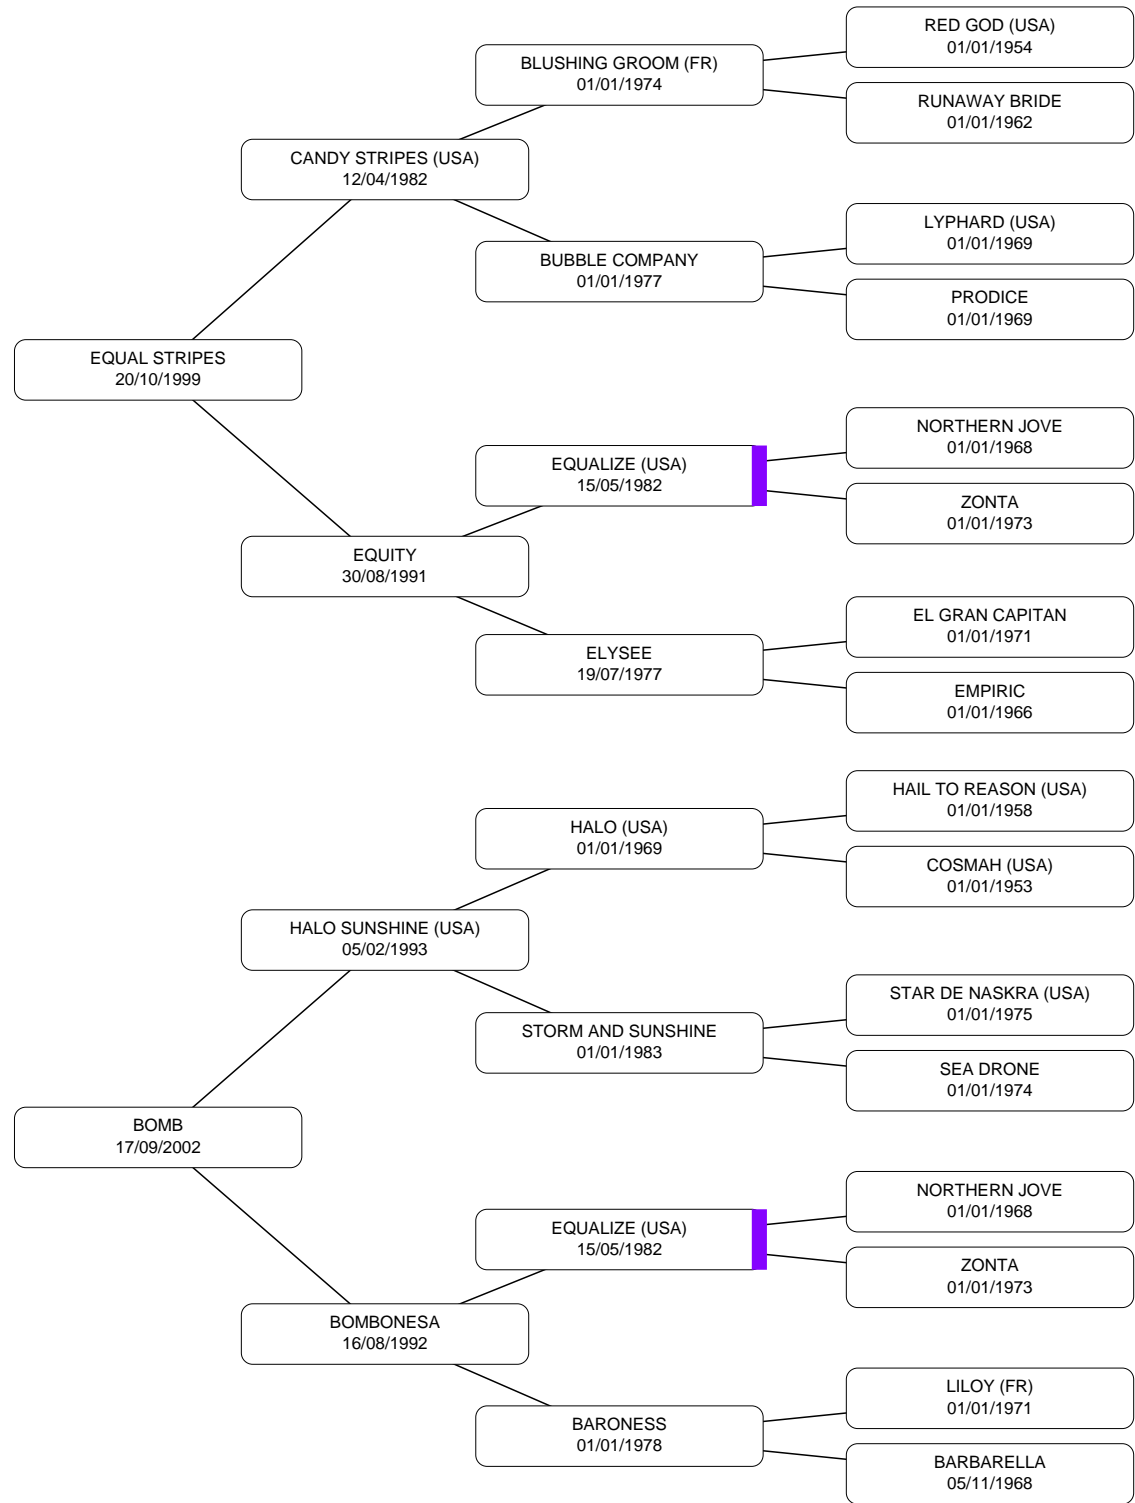 RED GOD (USA)
01/01/1954
BLUSHING GROOM (FR)
01/01/1974
RUNAWAY BRIDE
01/01/1962
CANDY STRIPES (USA)
12/04/1982
LYPHARD (USA)
01/01/1969
BUBBLE COMPANY
01/01/1977
PRODICE
01/01/1969
EQUAL STRIPES
20/10/1999
NORTHERN JOVE
01/01/1968
EQUALIZE (USA)
15/05/1982
ZONTA
01/01/1973
EQUITY
30/08/1991
EL GRAN CAPITAN
01/01/1971
ELYSEE
19/07/1977
EMPIRIC
01/01/1966
HAIL TO REASON (USA)
01/01/1958
HALO (USA)
01/01/1969
COSMAH (USA)
01/01/1953
HALO SUNSHINE (USA)
05/02/1993
STAR DE NASKRA (USA)
01/01/1975
STORM AND SUNSHINE
01/01/1983
SEA DRONE
01/01/1974
BOMB
17/09/2002
NORTHERN JOVE
01/01/1968
EQUALIZE (USA)
15/05/1982
ZONTA
01/01/1973
BOMBONESA
16/08/1992
LILOY (FR)
01/01/1971
BARONESS
01/01/1978
BARBARELLA
05/11/1968